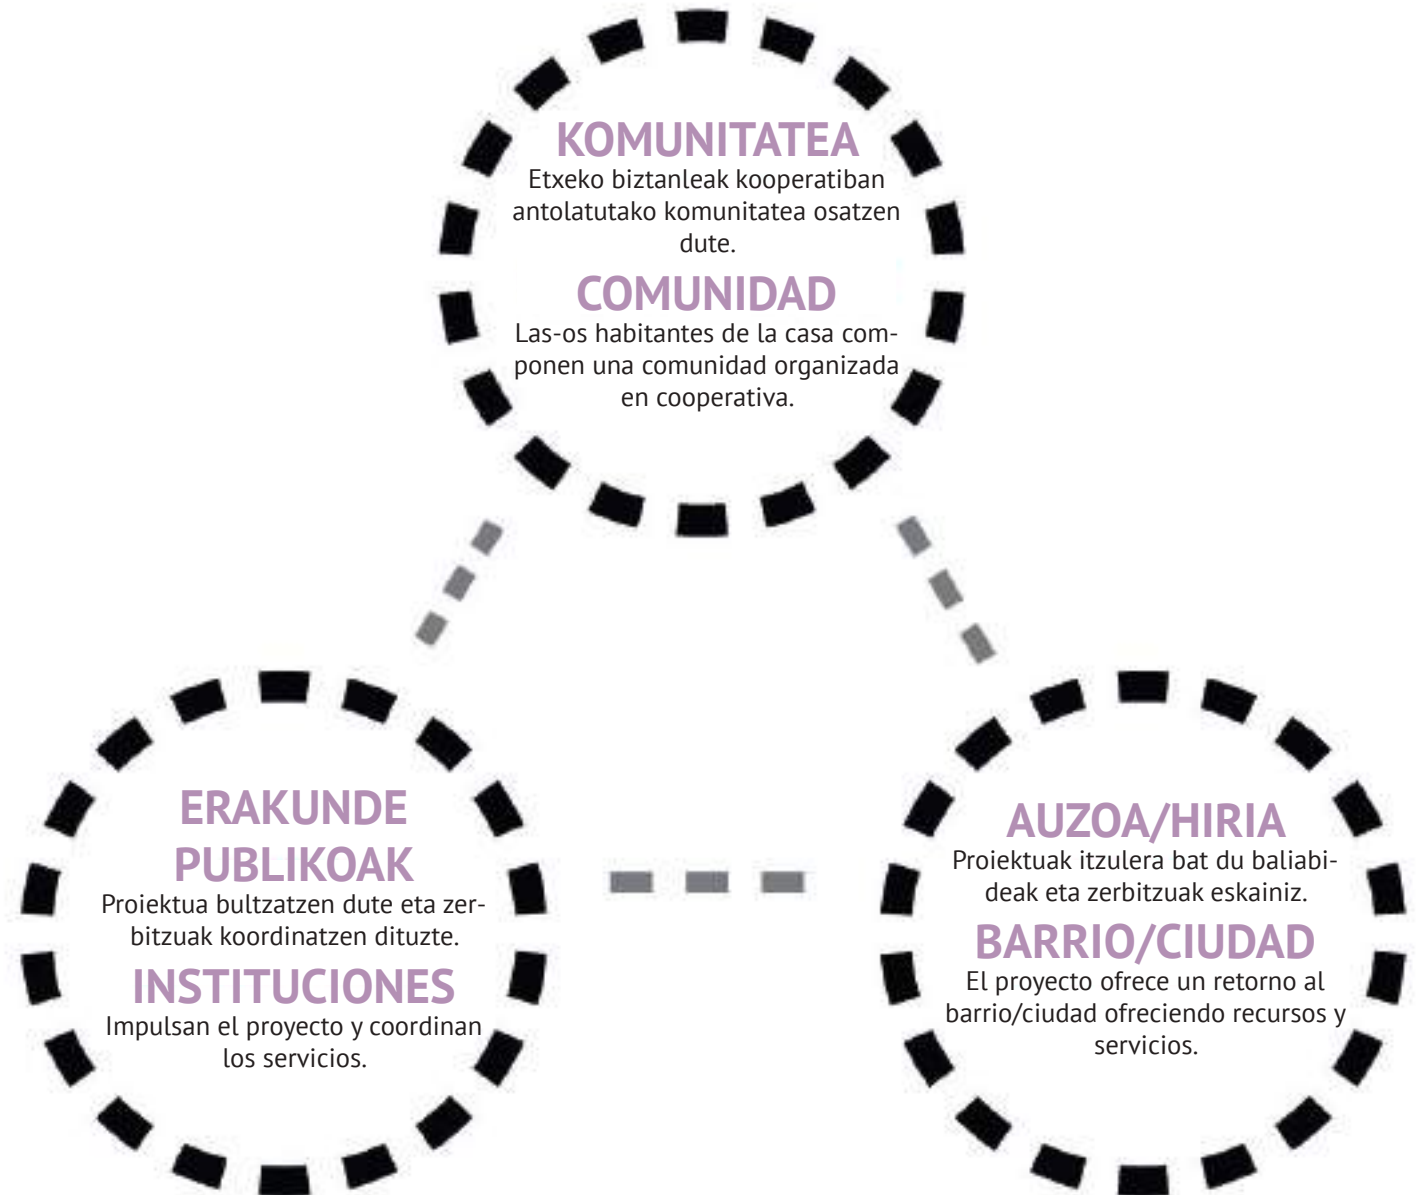 KOMUNITATEA
Etxeko biztanleak kooperatiban
antolatutako komunitatea osatzen
dute.
COMUNIDAD
Las-os habitantes de la casa com-
ponen una comunidad organizada
en cooperativa.
ERAKUNDE
PUBLIKOAK
Proiektua bultzatzen dute eta zer-
bitzuak koordinatzen dituzte.
INSTITUCIONES
Impulsan el proyecto y coordinan
los servicios.
AUZOA/HIRIA
Proiektuak itzulera bat du baliabi-
deak eta zerbitzuak eskainiz.
BARRIO/CIUDAD
El proyecto ofrece un retorno al
barrio/ciudad ofreciendo recursos y
servicios.